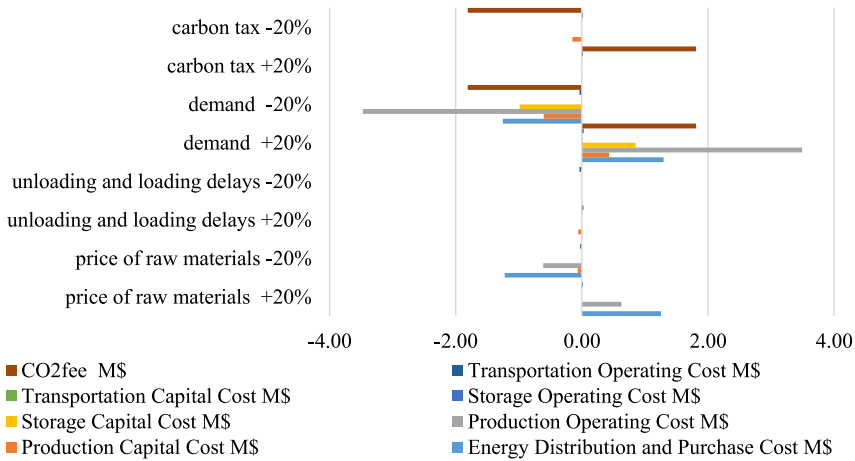 carbon tax -20%
carbon tax +20%
demand -20%
demand +20%
unloading and loading delays -20%
unloading and loading delays +20%
price of raw materials -20%
price of raw materials +20%
-4.00 -2.00 0.00 2.00 4.00
CO2fee M$ Transportation Operating Cost M$
Transportation Capital Cost M$ Storage Operating Cost M$
Storage Capital Cost M$ Production Operating Cost M$
Production Capital Cost M$ Energy Distribution and Purchase Cost M$